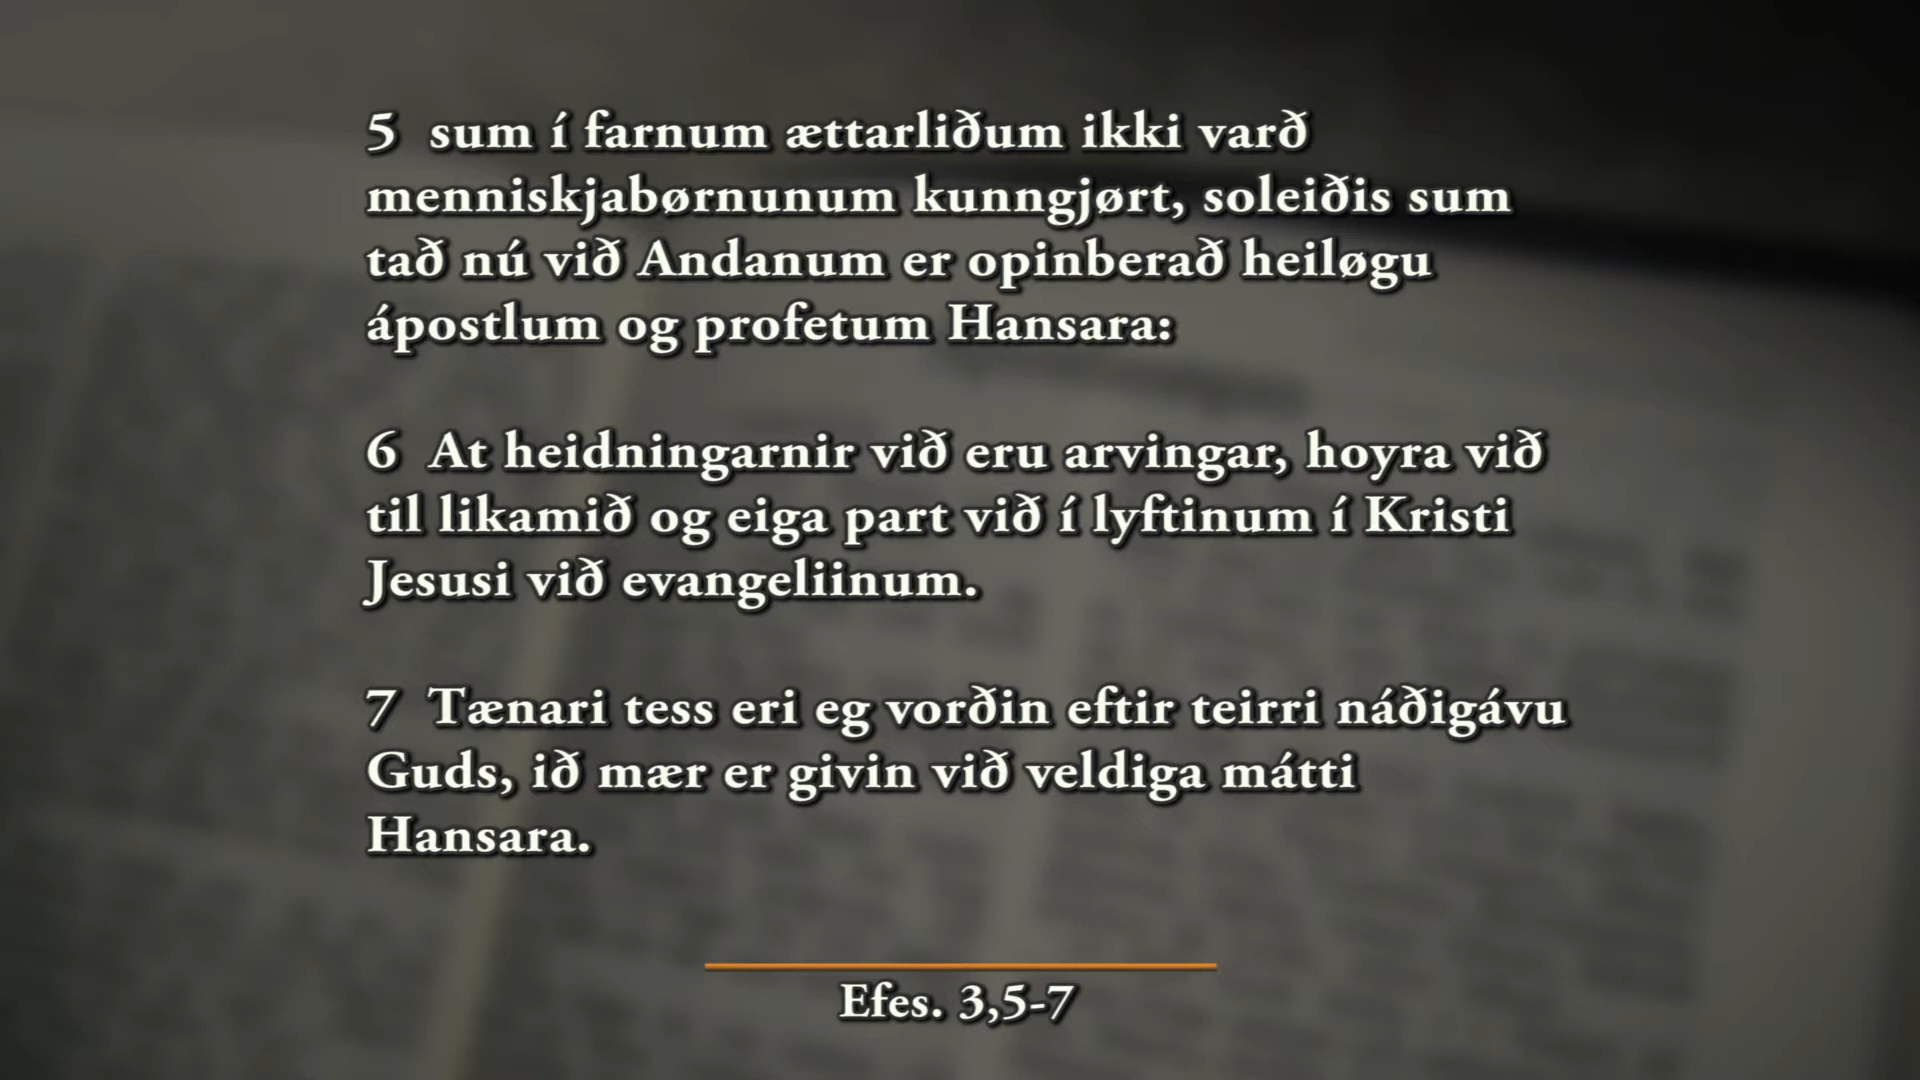 5 sum í farnum ættarliðum ikki varð
menniskjabørnunum kunngjørt, soleiðis sum
tað nú við Andanum er opinberað heiløgu
ápostlum og profetum Hansara:
6 At heidningarnir við eru arvingar, hoyra við
til likamið og eiga part við í lyftinum í Kristi
Jesusi við evangeliinum.
7 Tænari tess eri eg vorðin eftir teirri náðigávu
Guds, ið mær er givin við veldiga mátti
Hansara.
Efes. 3,5-7